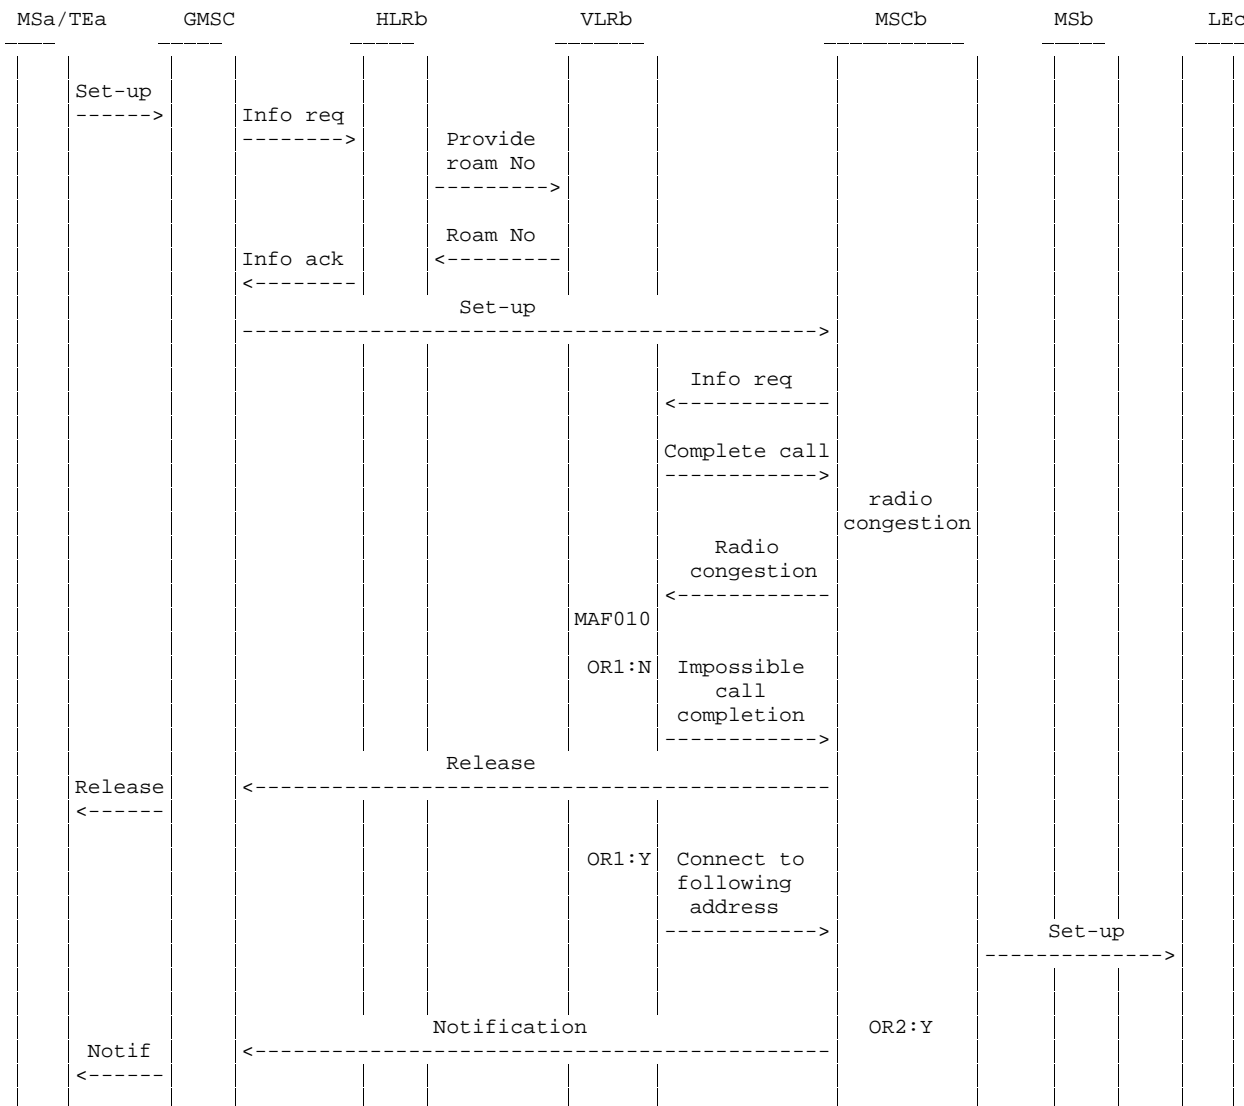 MSa/TEa GMSC HLRb VLRb MSCb MSb LEc
Set-up
------> Info req
--------> Provide
roam No
--------->
Roam No
Info ack <---------
<--------
Set-up
--------------------------------------------->
Info req
<------------
Complete call
------------>
radio
congestion
Radio
congestion
<------------
MAF010
OR1:N Impossible
call
completion
------------>
Release
Release <---------------------------------------------
<------
OR1:Y Connect to
following
address
------------> Set-up
-------------->
Notification OR2:Y
Notif <---------------------------------------------
<------